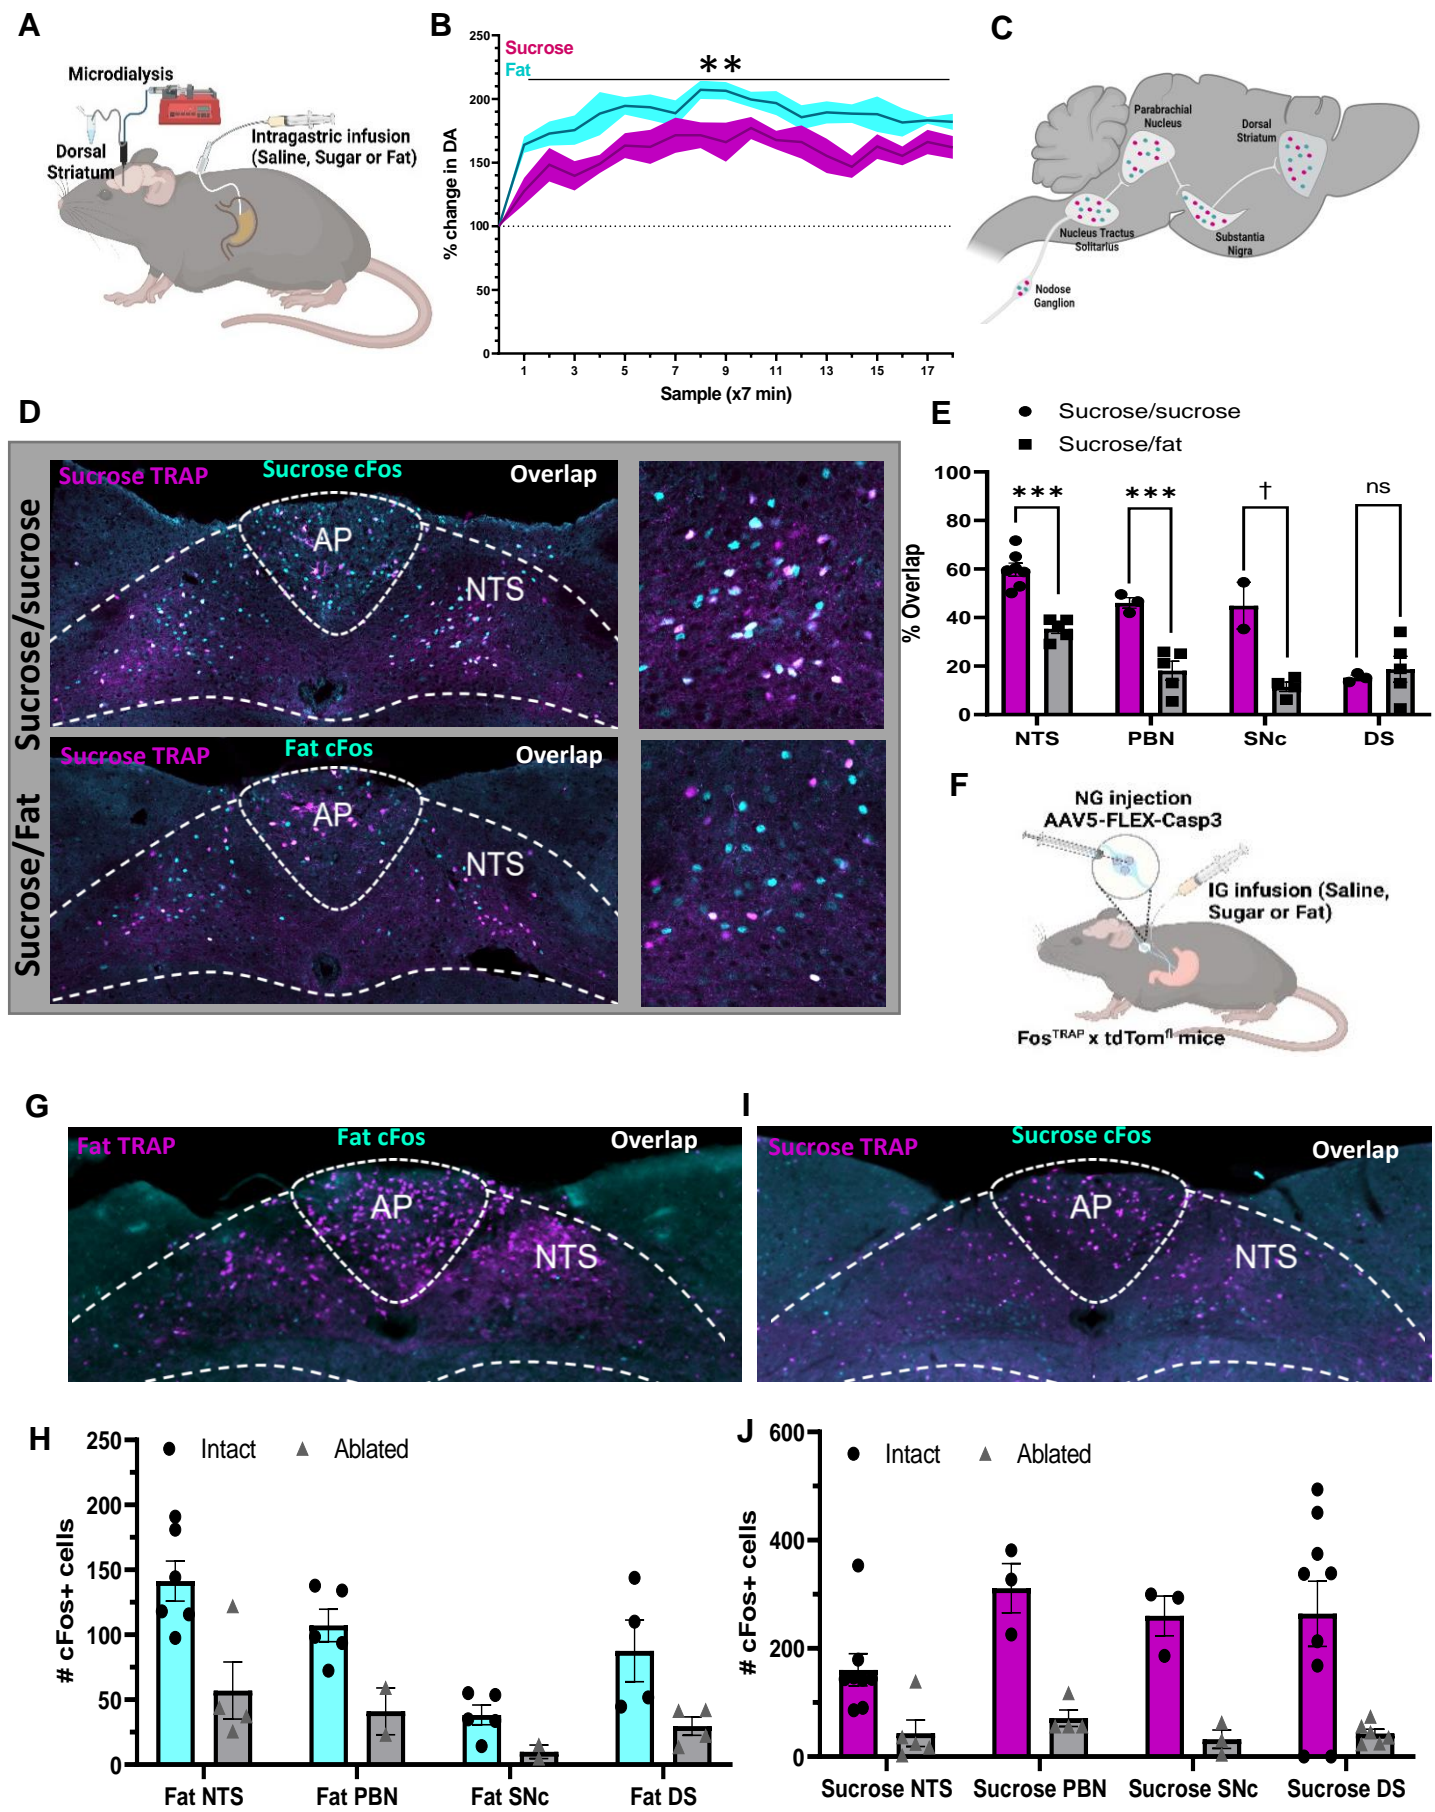 A
Microdialysis
Intragastric infusion
(Saline, Sugar or Fat)
Dorsal
Striatum
B
Sucrose
Fat
**
250
200
150
100
50
0
% change in DA
1 3 5 7 9 11 13 15 17
Sample (x7 min)
C
Parabrachial
Nucleus
Dorsal
Striatum
Nucleus Tractus
Solitarius
Substantia
Nigra
Nodose
Ganglion
D
Sucrose/sucrose
Sucrose TRAP
Sucrose cFos
Overlap
AP
NTS
Sucrose/Fat
Sucrose TRAP
Fat cFos
Overlap
AP
NTS
E
Sucrose/sucrose
Sucrose/fat
100
80
60
40
20
0
% Overlap
*** *** † ns
NTS PBN SNc DS
F
NG injection
AAV5-FLEX-Casp3
IG infusion (Saline,
Sugar or Fat)
Fosᵀᴿᴬᴾ x tdTomᶠˡ mice
G
Fat TRAP
Fat cFos
Overlap
AP
NTS
I
Sucrose TRAP
Sucrose cFos
Overlap
AP
NTS
H
Intact Ablated
250
200
150
100
50
0
# cFos+ cells
Fat NTS Fat PBN Fat SNc Fat DS
J
Intact Ablated
600
400
200
0
# cFos+ cells
Sucrose NTS Sucrose PBN Sucrose SNc Sucrose DS